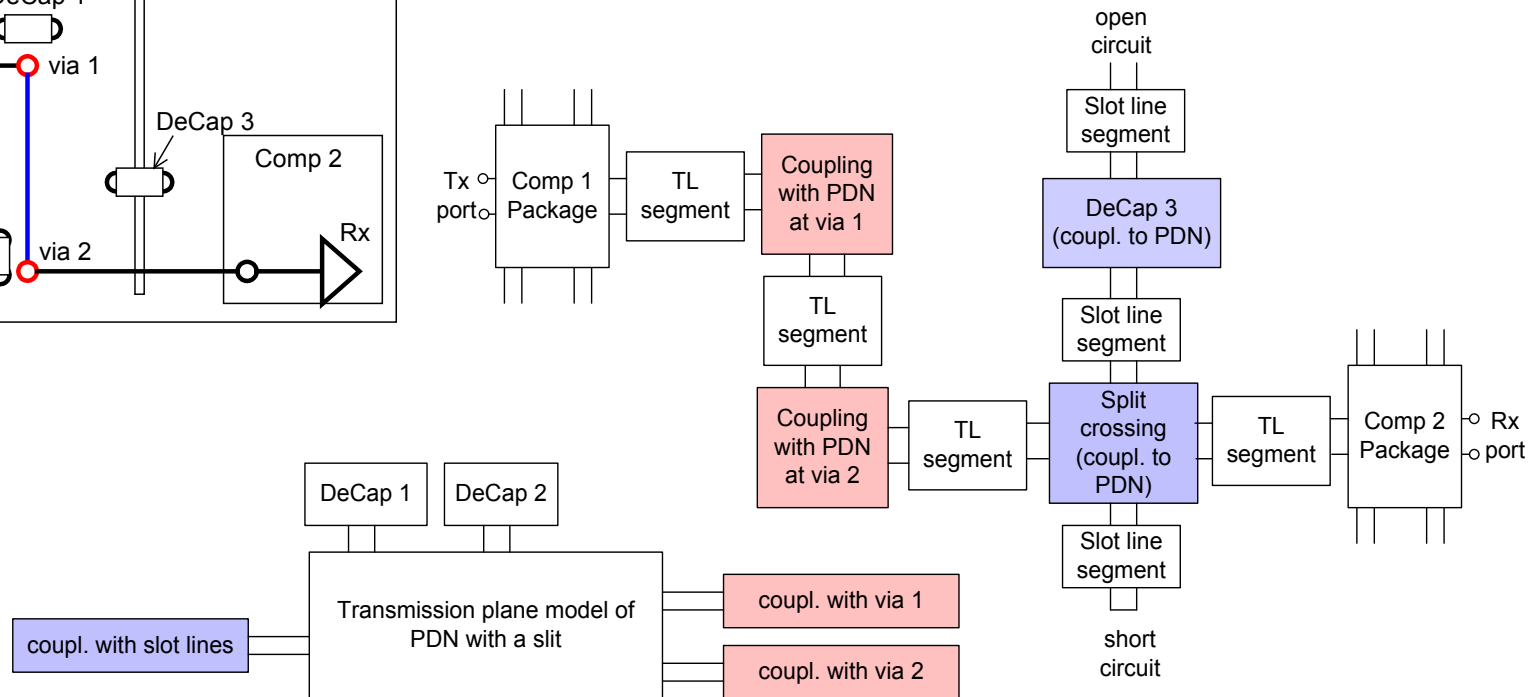 via 1
DeCap 3
Comp 2
Rx
via 2
Tx
port
Comp 1
Package
TL
segment
Coupling
with PDN
at via 1
TL
segment
Coupling
with PDN
at via 2
TL
segment
open
circuit
Slot line
segment
DeCap 3
(coupl. to PDN)
Slot line
segment
Split
crossing
(coupl. to
PDN)
Slot line
segment
short
circuit
TL
segment
Comp 2
Package
Rx
port
DeCap 1
DeCap 2
Transmission plane model of
PDN with a slit
coupl. with slot lines
coupl. with via 1
coupl. with via 2